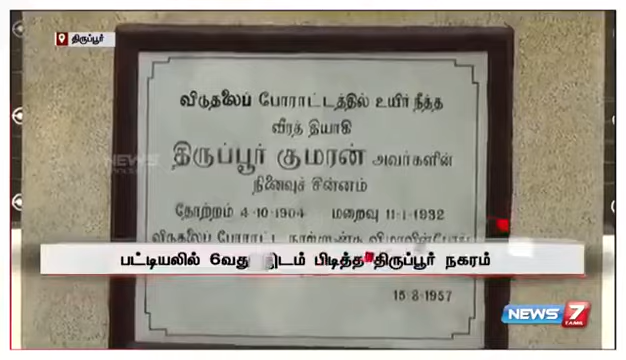 திருப்பூர்
விடுதலைப் போராட்டத்தில் உயிர் நீத்த
வீரத் தியாகி
திருப்பூர் குமரன் அவர்களின்
நினைவுச் சின்னம்
தோற்றம் 4-10-1904 மறைவு 11-1-1932
விடுதலைப் போராட்ட
பட்டியலில் 6வது இடம் பிடித்த திருப்பூர் நகரம்
15-8-1957
NEWS 7
TAMIL